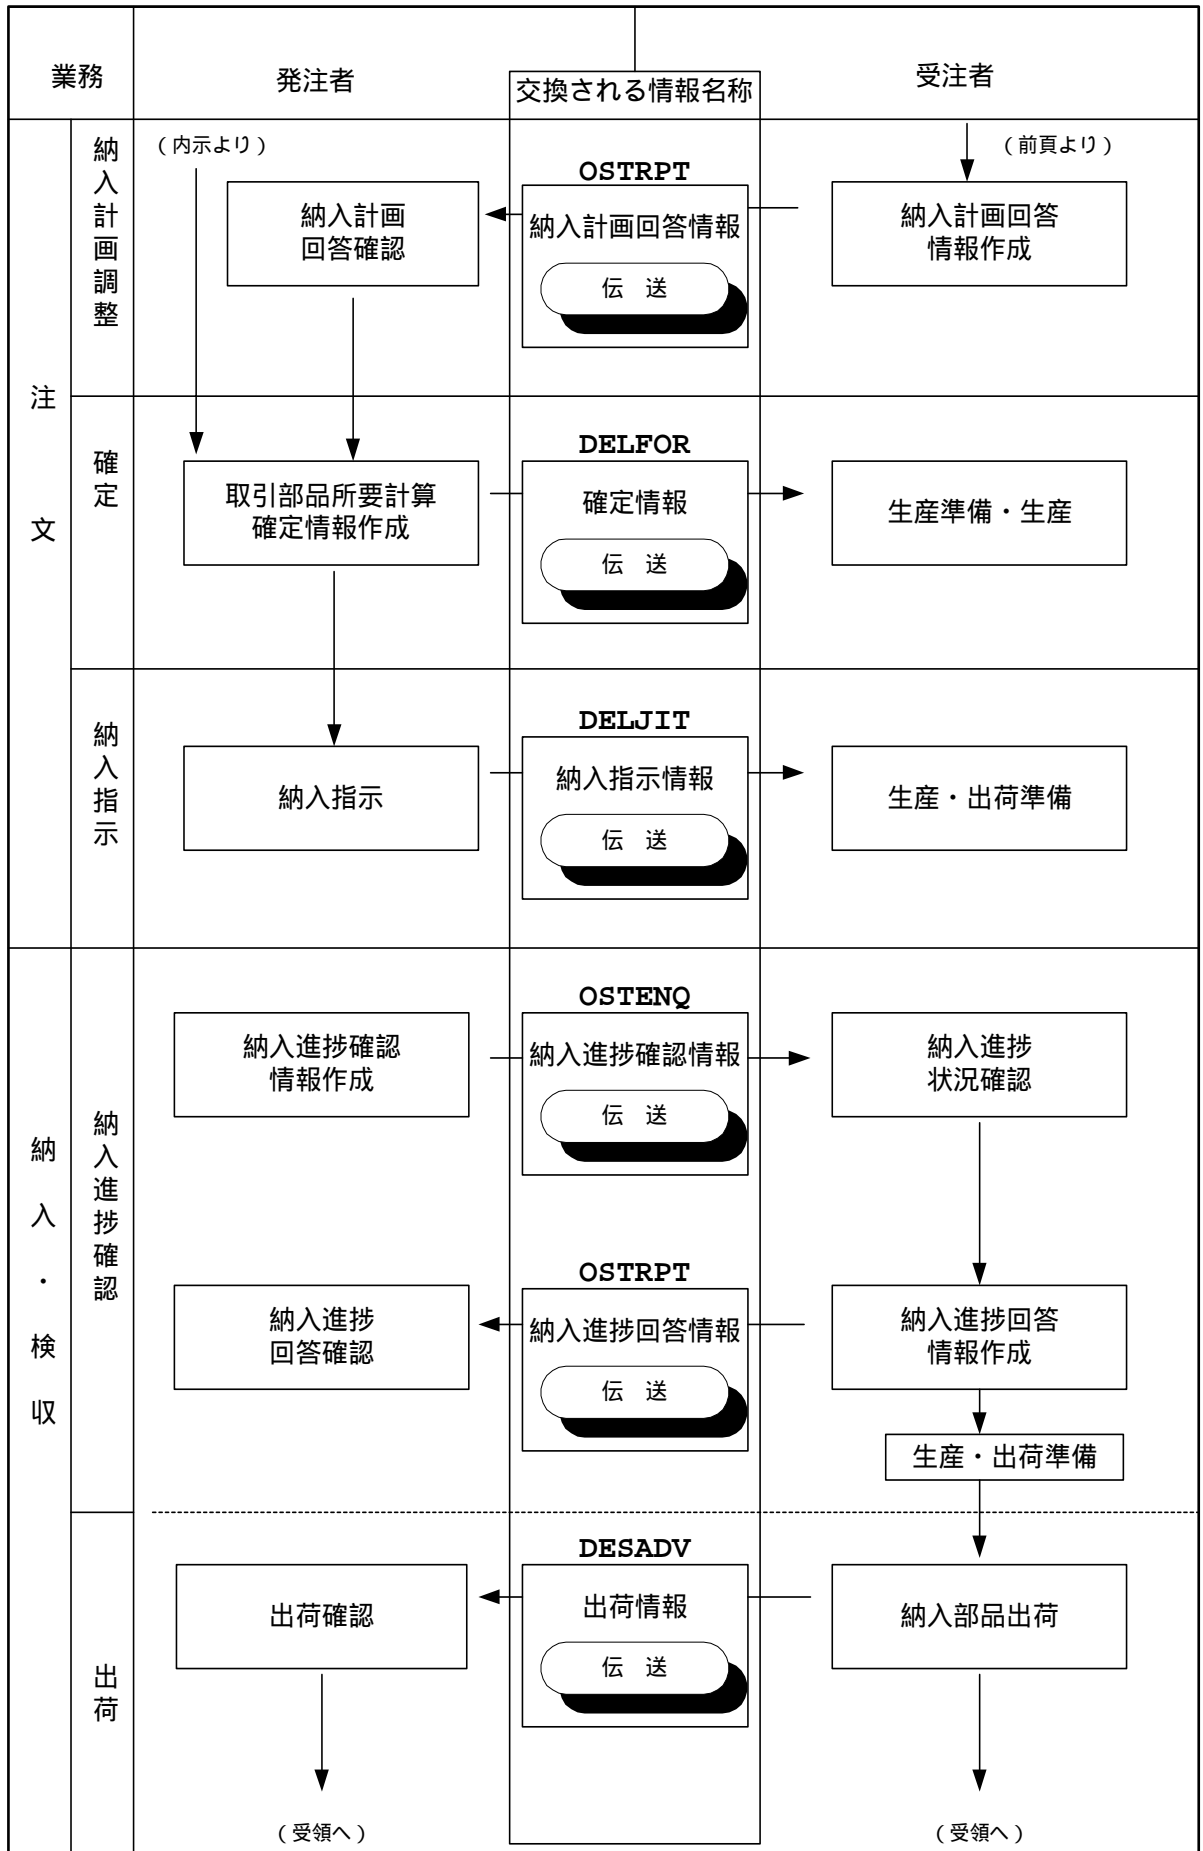 業務
発注者
交換される情報名称
受注者
注文
納入計画調整
（内示より）
（前頁より）
OSTRPT
納入計画
回答確認
納入計画回答情報
伝　送
納入計画回答
情報作成
確定
DELFOR
取引部品所要計算
確定情報作成
確定情報
伝　送
生産準備・生産
納入指示
DELJIT
納入指示
納入指示情報
伝　送
生産・出荷準備
納入・検収
納入進捗確認
OSTENQ
納入進捗確認
情報作成
納入進捗確認情報
伝　送
納入進捗
状況確認
OSTRPT
納入進捗
回答確認
納入進捗回答情報
伝　送
納入進捗回答
情報作成
生産・出荷準備
出荷
DESADV
出荷確認
出荷情報
伝　送
納入部品出荷
（受領へ）
（受領へ）